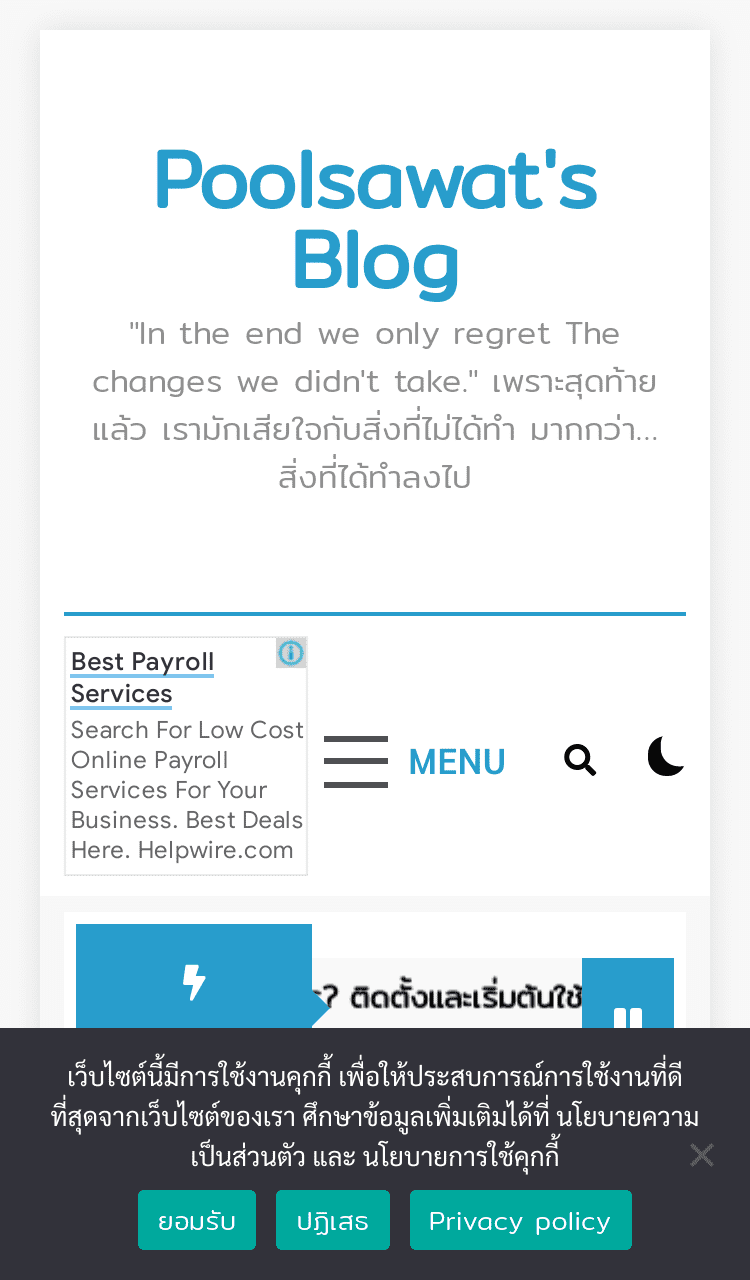 Poolsawat's
Blog
"In the end we only regret The
changes we didn't take." เพราะสุดท้าย
แล้ว เรามักเสียใจกับสิ่งที่ไม่ได้ทำ มากกว่า...
สิ่งที่ได้ทำลงไป
Best Payroll
Services
Search For Low Cost
Online Payroll
Services For Your
Business. Best Deals
Here. Helpwire.com
MENU
? ติดตั้งและเริ่มต้นใช้
เว็บไซต์นี้มีการใช้งานคุกกี้ เพื่อให้ประสบการณ์การใช้งานที่ดี
ที่สุดจากเว็บไซต์ของเรา ศึกษาข้อมูลเพิ่มเติมได้ที่ นโยบายความ
เป็นส่วนตัว และ นโยบายการใช้คุกกี้
ยอมรับ
ปฏิเสธ
Privacy policy